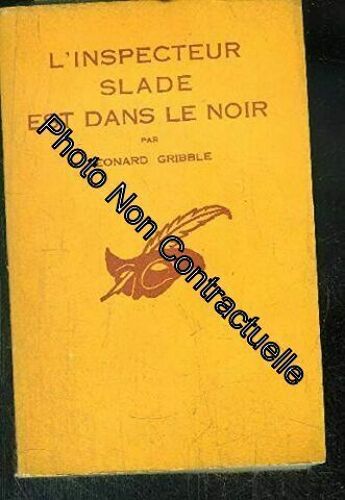 L'INSPECTEUR
SLADE
EST DANS LE NOIR
PAR
LEONARD GRIBBLE
Photo Non Contractuelle